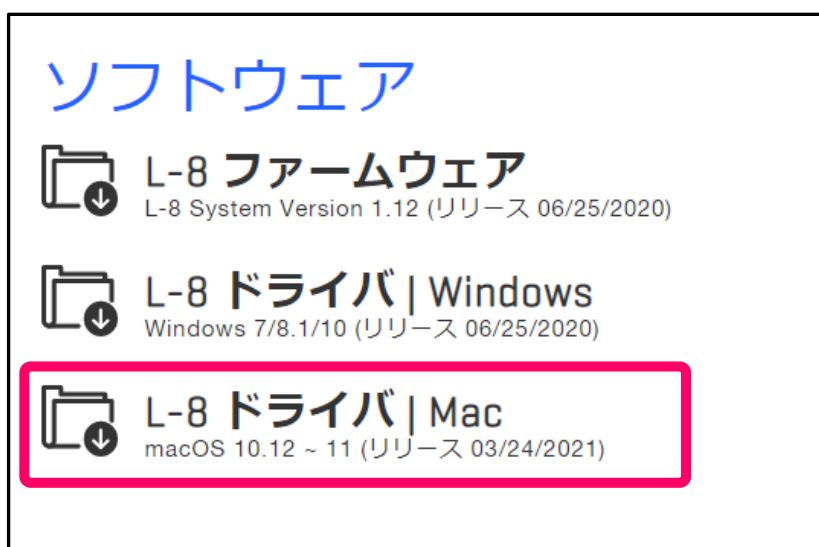 ソフトウェア
L-8 ファームウェア
L-8 System Version 1.12 (リリース 06/25/2020)
L-8 ドライバ | Windows
Windows 7/8.1/10 (リリース 06/25/2020)
L-8 ドライバ | Mac
macOS 10.12 ~ 11 (リリース 03/24/2021)